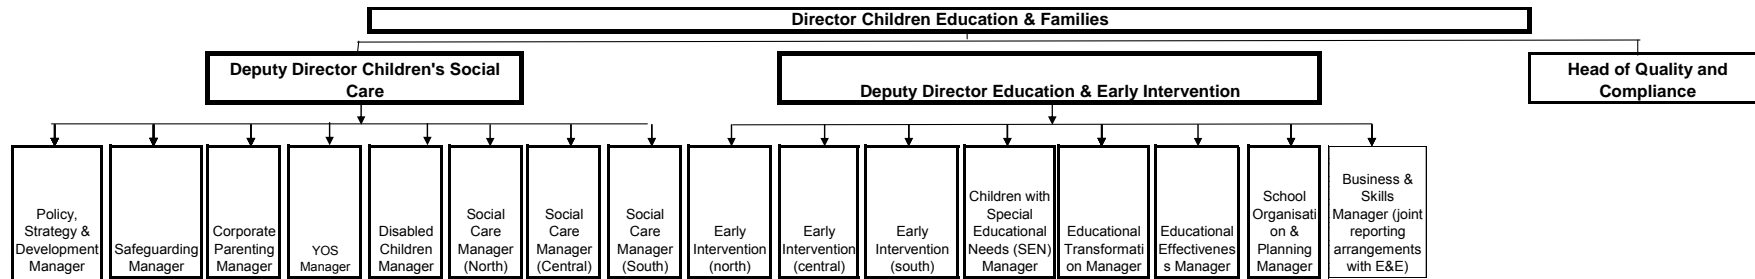 Director Children Education & Families
Deputy Director Children's Social
Care
Deputy Director Education & Early Intervention
Head of Quality and
Compliance
Policy,
Strategy &
Development
Manager
Safeguarding
Manager
Corporate
Parenting
Manager
YOS
Manager
Disabled
Children
Manager
Social
Care
Manager
(North)
Social
Care
Manager
(Central)
Social
Care
Manager
(South)
Early
Intervention
(north)
Early
Intervention
(central)
Early
Intervention
(south)
Children with
Special
Educational
Needs (SEN)
Manager
Educational
Transformati
on Manager
Educational
Effectivenes
s Manager
School
Organisati
on &
Planning
Manager
Business &
Skills
Manager (joint
reporting
arrangements
with E&E)